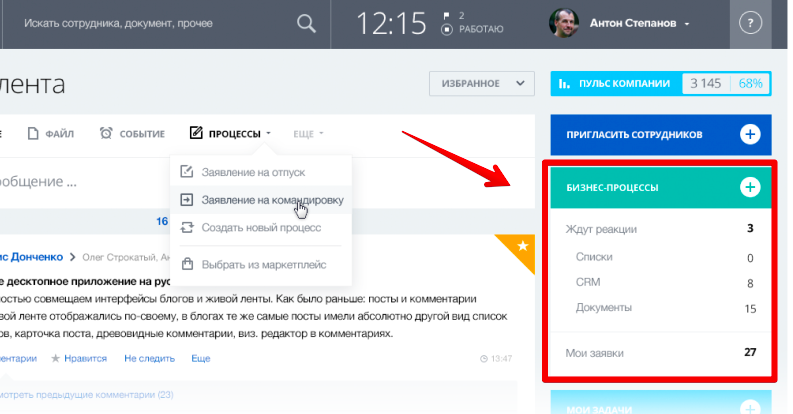 Искать сотрудника, документ, прочее
12:15
2
РАБОТАЮ
Антон Степанов
?
лента
ИЗБРАННОЕ
ПУЛЬС КОМПАНИИ 3 145 68%
ФАЙЛ СОБЫТИЕ ПРОЦЕССЫ ЕЩЕ
ПРИГЛАСИТЬ СОТРУДНИКОВ
Заявление на отпуск
Заявление на командировку
Создать новый процесс
Выбрать из маркетплейс
ообщение ...
16
БИЗНЕС-ПРОЦЕССЫ
Ждут реакции 3
Списки 0
CRM 8
Документы 15
Мои заявки 27
ис Донченко > Олег Строкатый, Ан
е десктопное приложение на рус
ностью совмещаем интерфейсы блогов и живой ленты. Как было раньше: посты и комментарии
вой ленте отображались по-своему, в блогах те же самые посты имели абсолютно другой вид список
ов, карточка поста, древовидные комментарии, виз. редактор в комментариях.
ментарии Нравится Не следить Еще 13:47
мотреть предыдущие комментарии (23)
МОИ ЗАДАЧИ